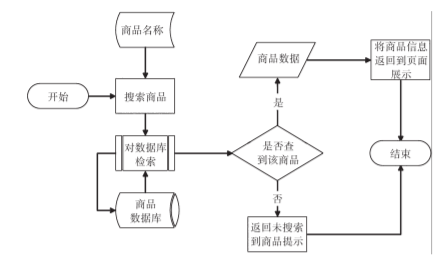 商品名称
开始
搜索商品
对数据库
检索
商品
数据库
是否查
到该商品
是
商品数据
将商品信息
返回到页面
展示
否
返回未搜索
到商品提示
结束